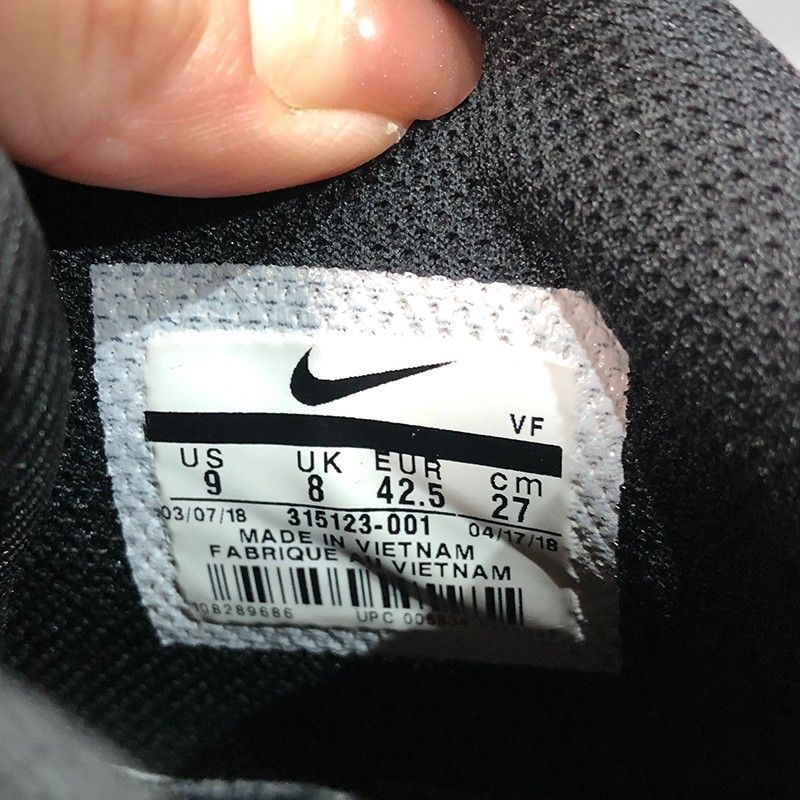 VF
US UK EUR cm
9 8 42.5 27
03/07/18 315123-001 04/17/18
MADE IN VIETNAM
FABRIQUE AU VIETNAM
UPC